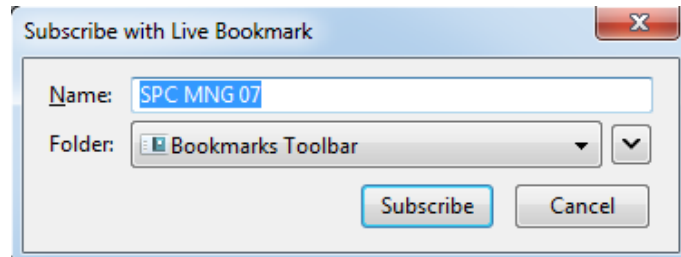 Subscribe with Live Bookmark
Name: SPC MNG 07
Folder: Bookmarks Toolbar
Subscribe Cancel